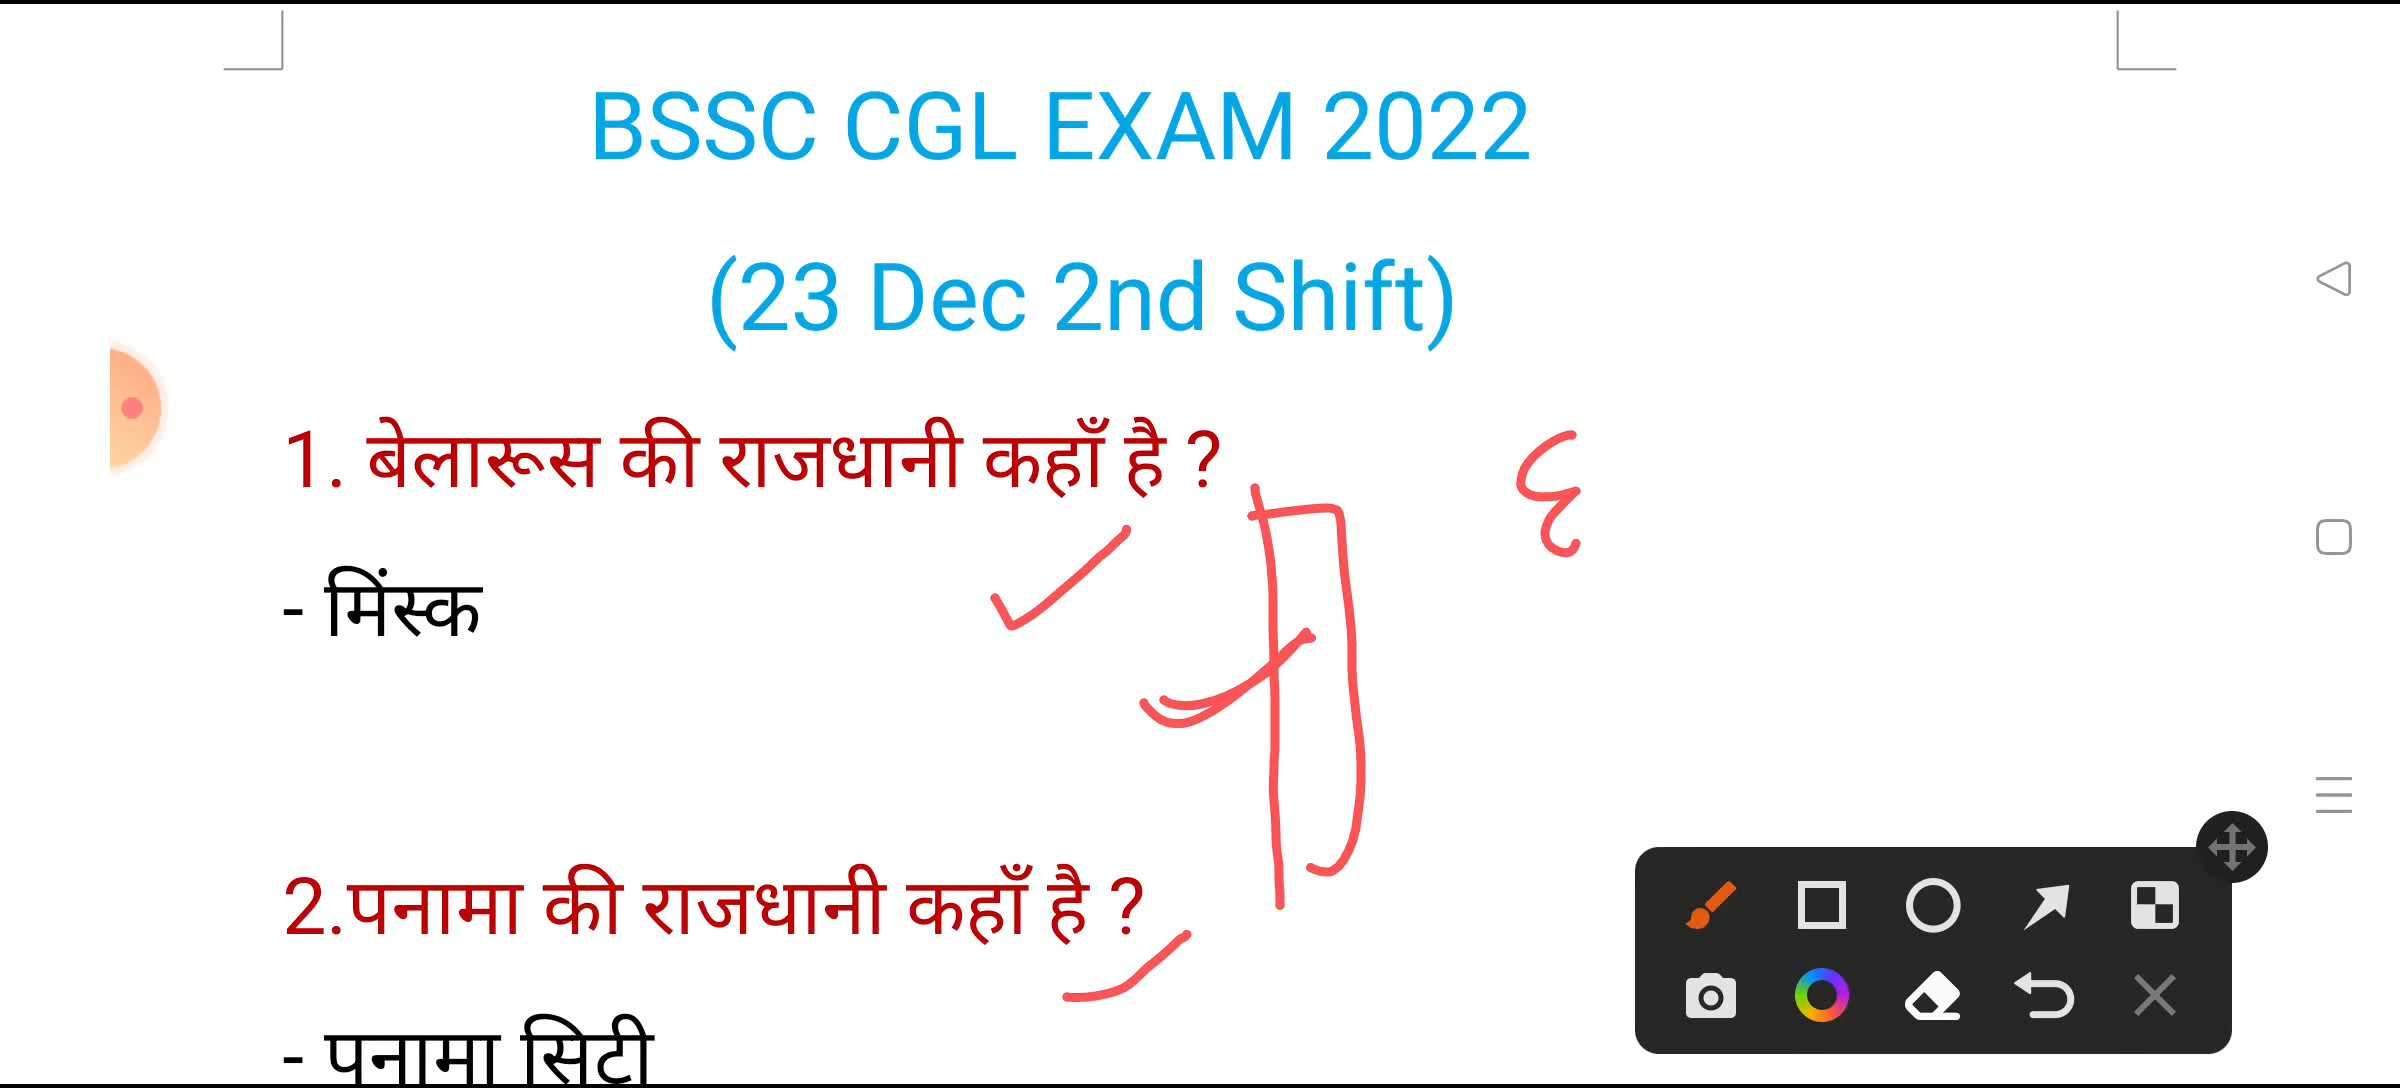 BSSC CGL EXAM 2022
(23 Dec 2nd Shift)
1. बेलारूस की राजधानी कहाँ है ?
- मिंस्क
2.पनामा की राजधानी कहाँ है ?
- पनामा सिटी